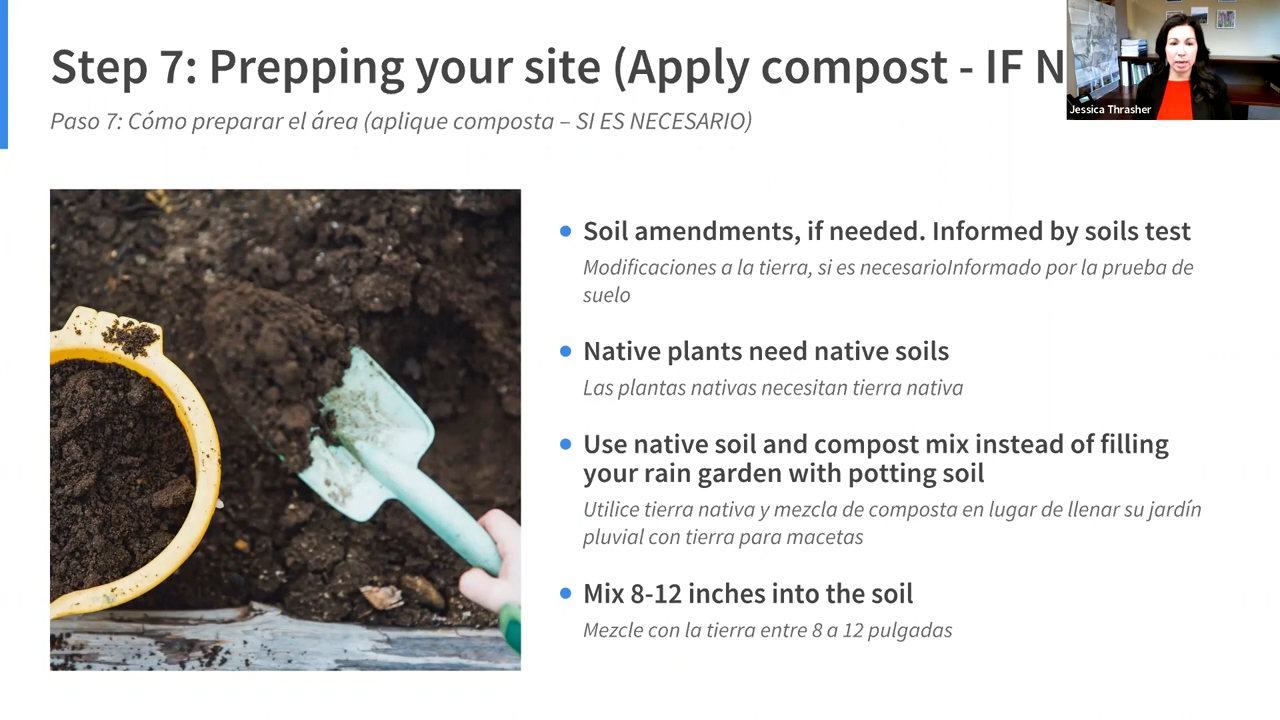 Step 7: Prepping your site (Apply compost - IF N
Jessica Thrasher
Paso 7: Cómo preparar el área (aplique composta – SI ES NECESARIO)
Soil amendments, if needed. Informed by soils test
Modificaciones a la tierra, si es necesarioInformado por la prueba de
suelo
Native plants need native soils
Las plantas nativas necesitan tierra nativa
Use native soil and compost mix instead of filling
your rain garden with potting soil
Utilice tierra nativa y mezcla de composta en lugar de llenar su jardín
pluvial con tierra para macetas
Mix 8-12 inches into the soil
Mezcle con la tierra entre 8 a 12 pulgadas